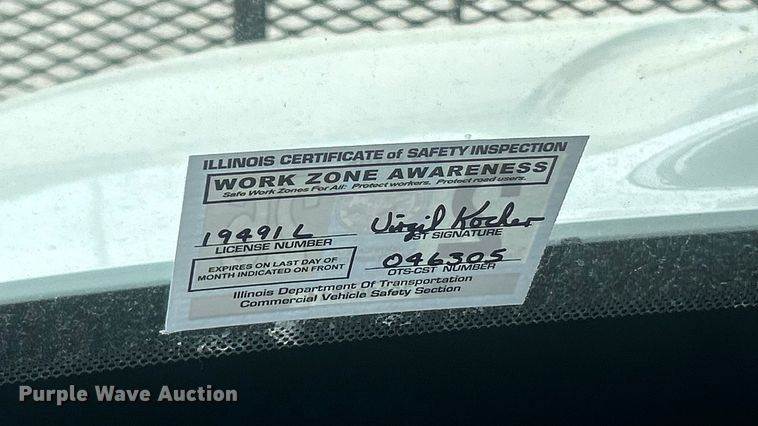 ILLINOIS CERTIFICATE of SAFETY INSPECTION
WORK ZONE AWARENESS
Safe Work Zones For All: Protect workers. Protect road users.
19491L Virgil Kocher
LICENSE NUMBER ST SIGNATURE
EXPIRES ON LAST DAY OF
MONTH INDICATED ON FRONT
046305
OTS-CST NUMBER
Illinois Department Of Transportation
Commercial Vehicle Safety Section
Purple Wave Auction